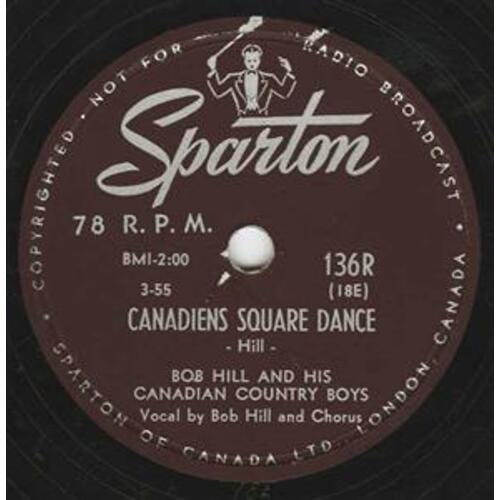 COPYRIGHTED · NOT FOR RADIO BROADCAST ·
Sparton
78 R.P.M.
BMI-2:00
136R
3-55
(18E)
CANADIENS SQUARE DANCE
- Hill -
BOB HILL AND HIS
CANADIAN COUNTRY BOYS
Vocal by Bob Hill and Chorus
SPARTON OF CANADA LTD. LONDON, CANADA